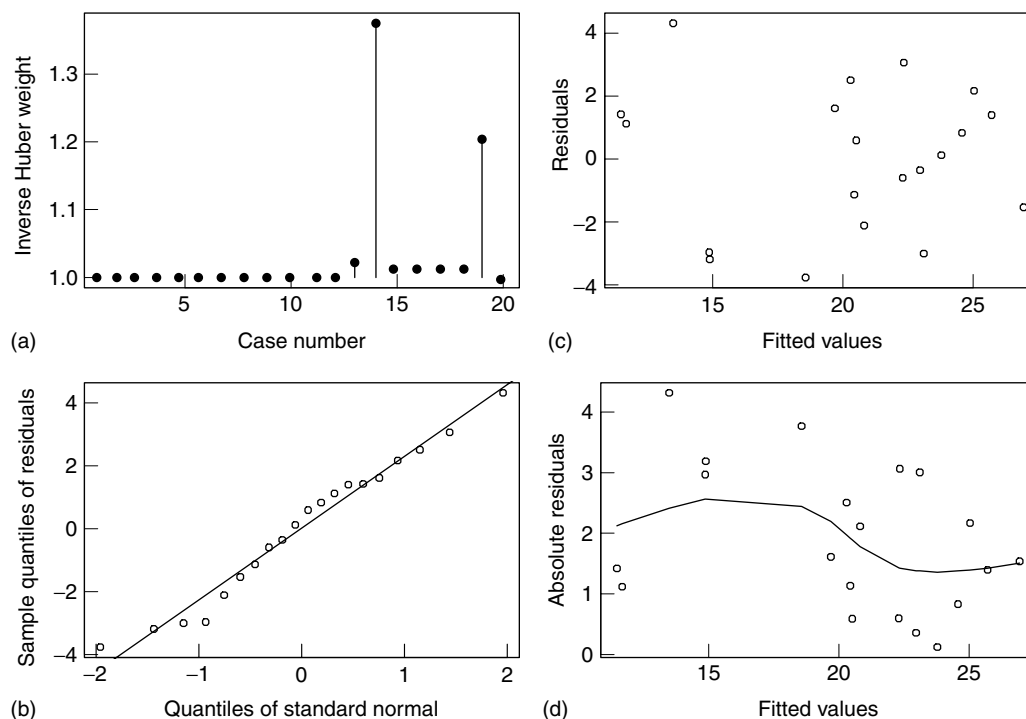 Inverse Huber weight
1.3
1.2
1.1
1.0
5
10
15
20
(a)
Case number
Residuals
4
2
0
−2
−4
15
20
25
(c)
Fitted values
Sample quantiles of residuals
4
2
0
−2
−4
−2
−1
0
1
2
(b)
Quantiles of standard normal
Absolute residuals
4
3
2
1
0
15
20
25
(d)
Fitted values